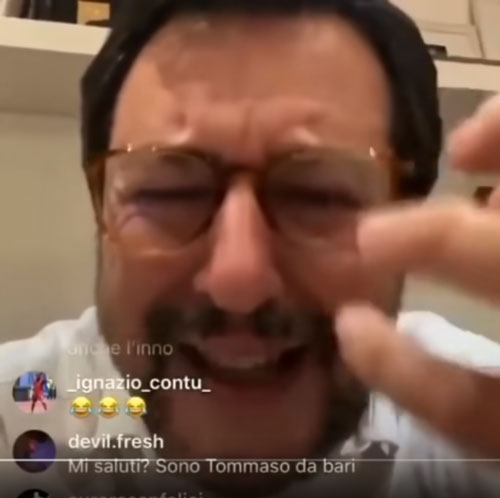 anche l'inno
_ignazio_contu_
😂😂😂
devil.fresh
Mi saluti? Sono Tommaso da bari